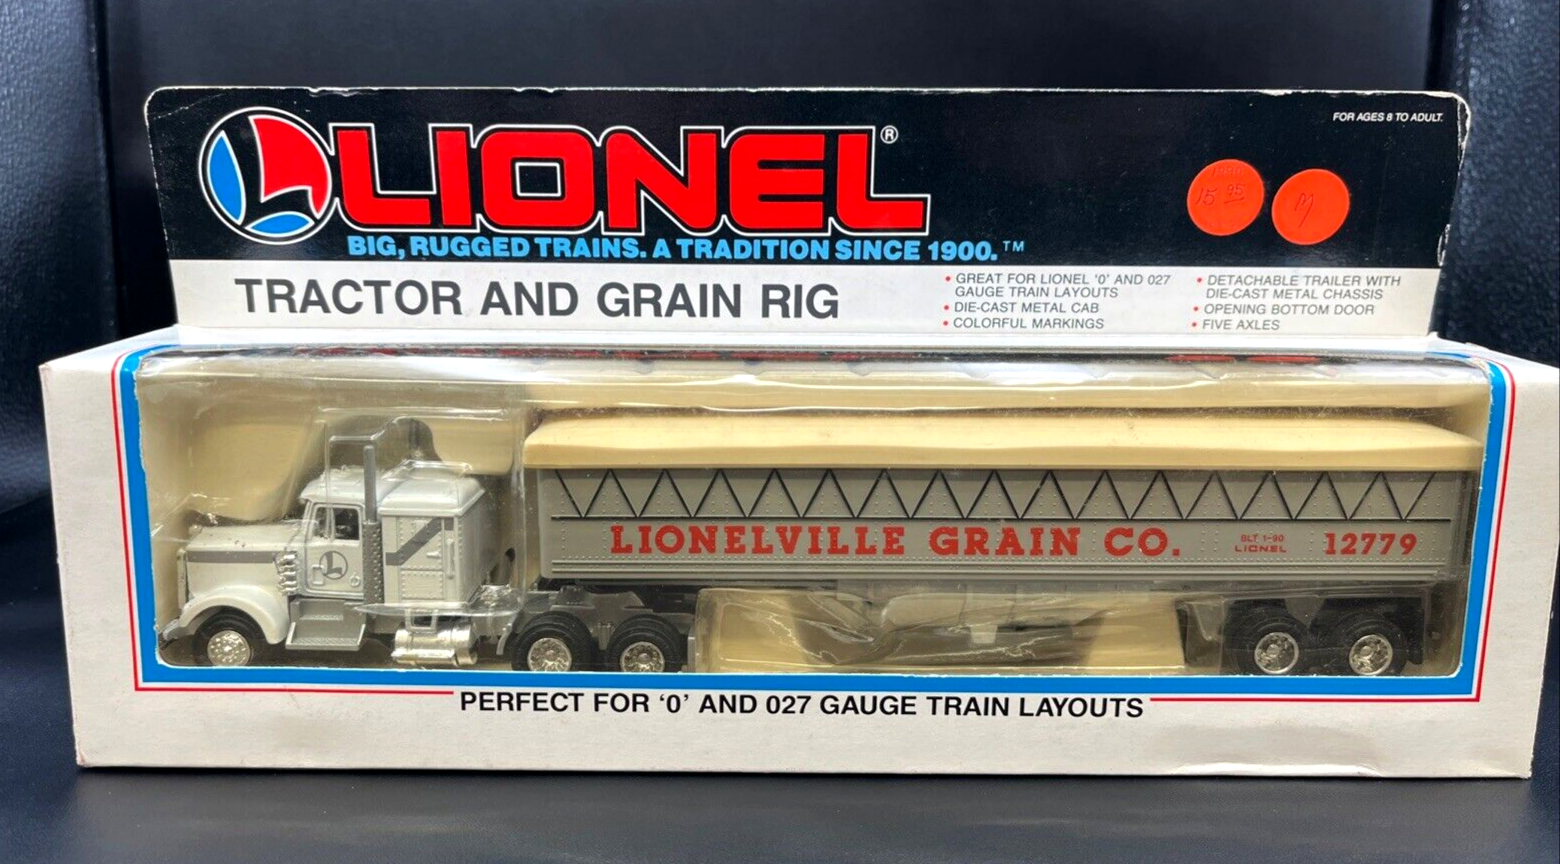 FOR AGES 8 TO ADULT.
LIONEL®
BIG, RUGGED TRAINS. A TRADITION SINCE 1900.™
15 95
M
TRACTOR AND GRAIN RIG
• GREAT FOR LIONEL ‘0’ AND 027
GAUGE TRAIN LAYOUTS
• DIE-CAST METAL CAB
• COLORFUL MARKINGS
• DETACHABLE TRAILER WITH
DIE-CAST METAL CHASSIS
• OPENING BOTTOM DOOR
• FIVE AXLES
L
LIONELVILLE GRAIN CO.
BLT 1-90
LIONEL
12779
PERFECT FOR ‘0’ AND 027 GAUGE TRAIN LAYOUTS